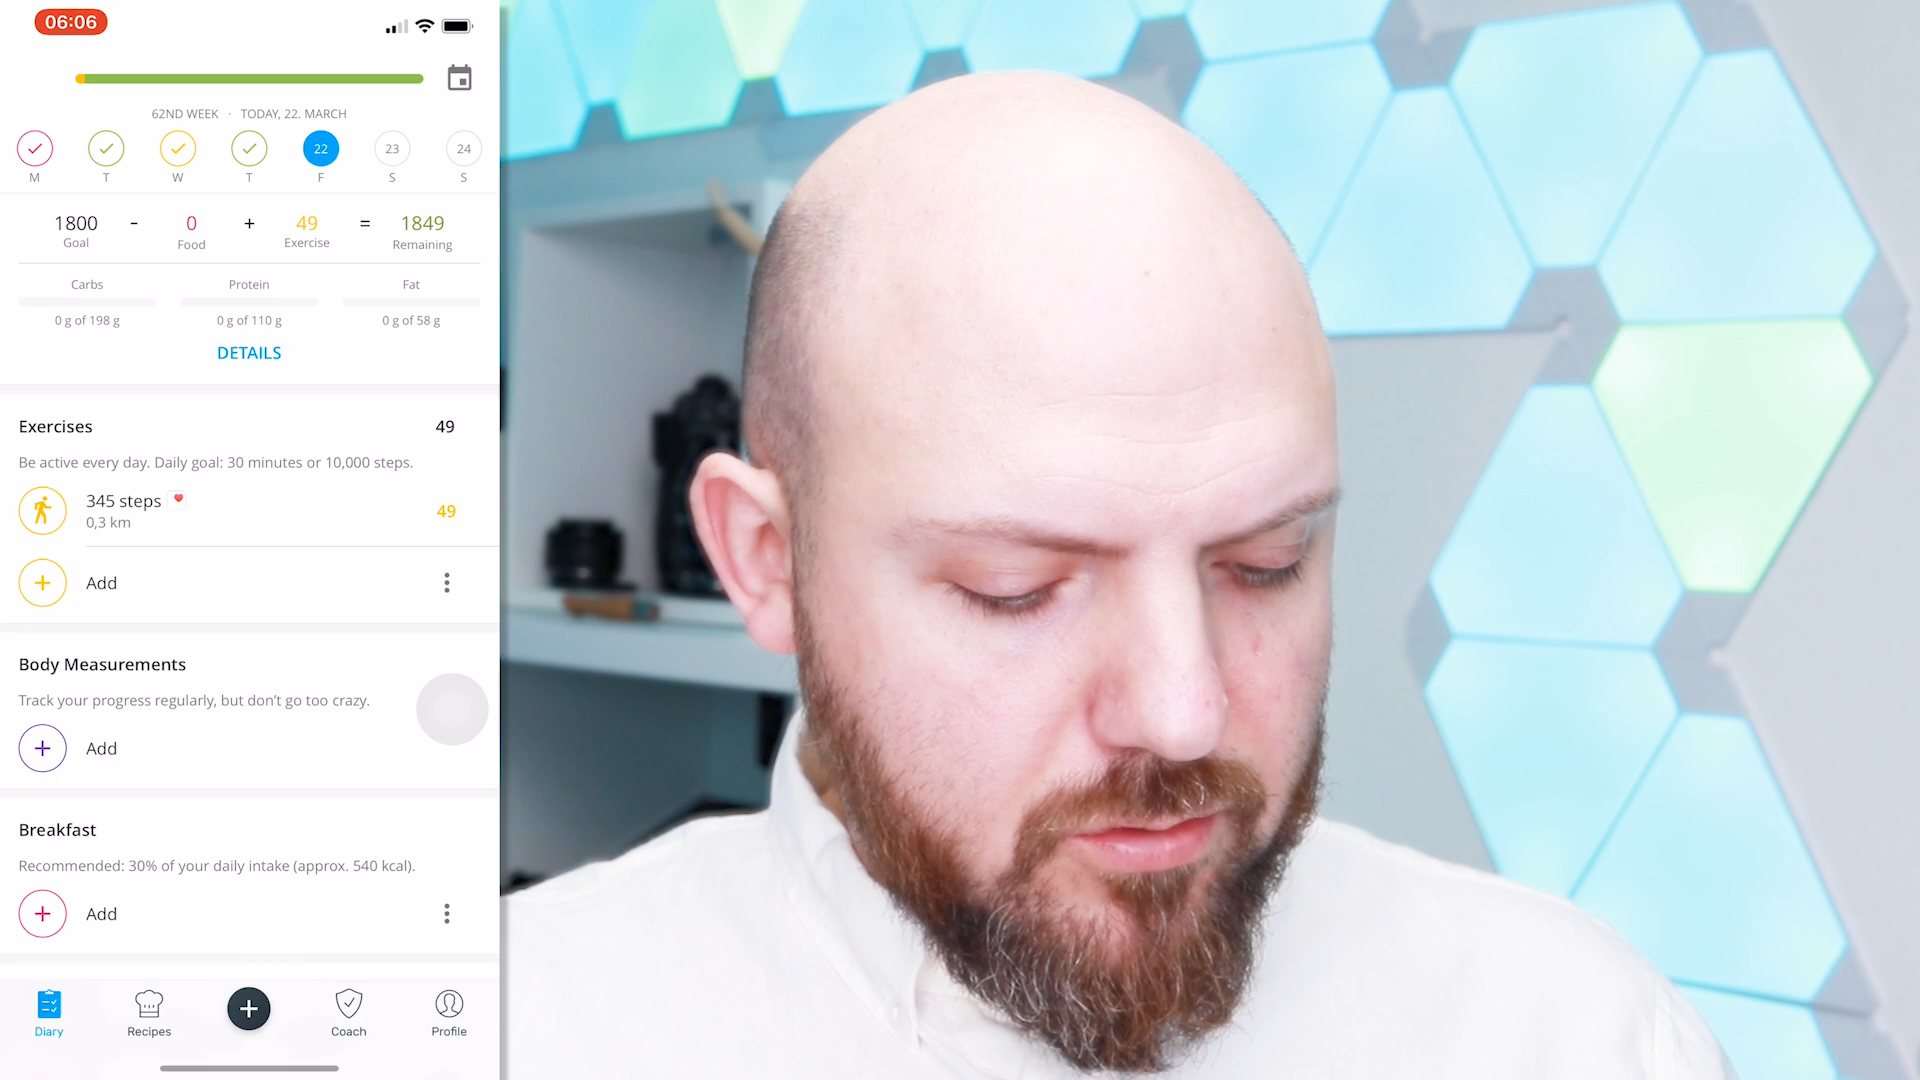 06:06
62ND WEEK · TODAY, 22. MARCH
22 23 24
M T W T F S S
1800 - 0 + 49 = 1849
Goal Food Exercise Remaining
Carbs Protein Fat
0 g of 198 g 0 g of 110 g 0 g of 58 g
DETAILS
Exercises 49
Be active every day. Daily goal: 30 minutes or 10,000 steps.
345 steps
0,3 km 49
Add
Body Measurements
Track your progress regularly, but don’t go too crazy.
Add
Breakfast
Recommended: 30% of your daily intake (approx. 540 kcal).
Add
Diary Recipes Coach Profile